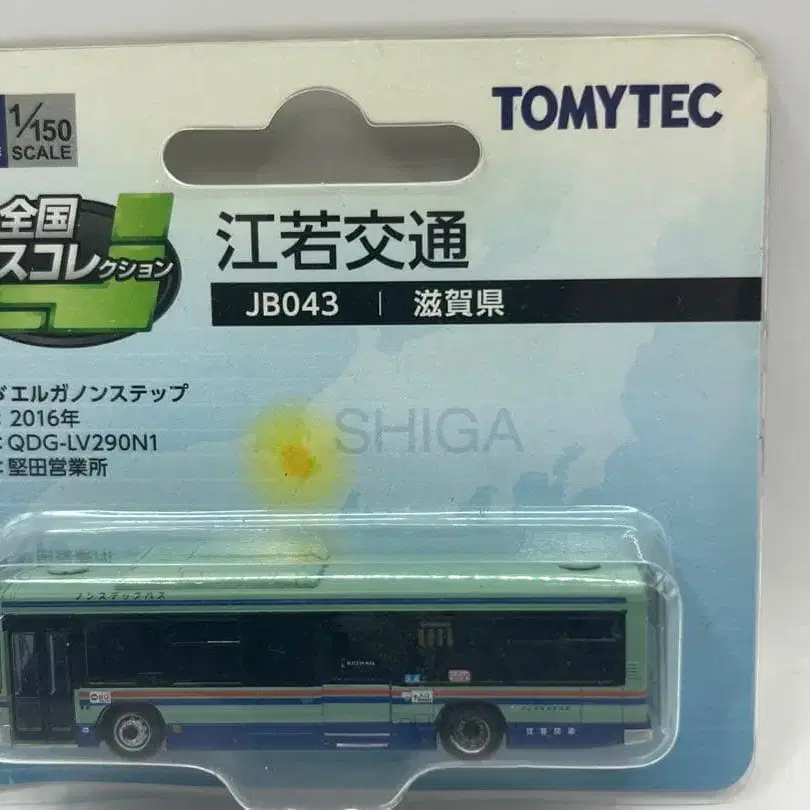 TOMYTEC
1/150
SCALE
全国
スコレクション
江若交通
JB043 | 滋賀県
エルガノンステップ
: 2016年
: QDG-LV290N1
: 堅田営業所
SHIGA
ノンステップバス
江若交通